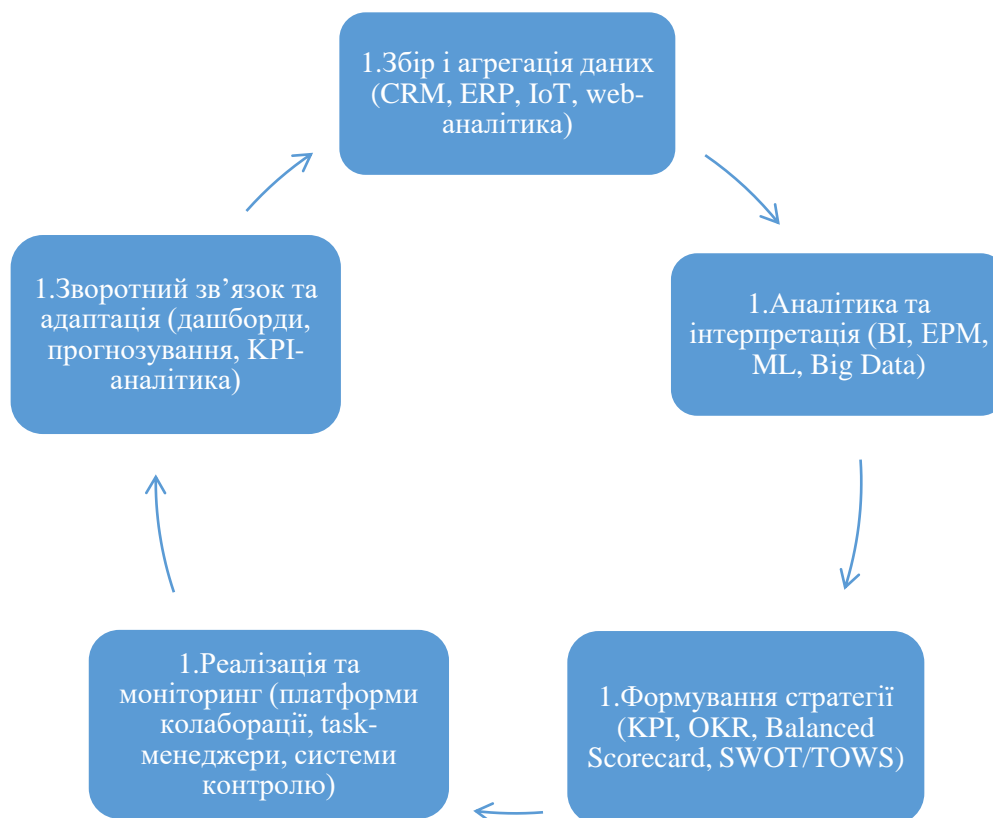 1.Збір і агрегація даних
(CRM, ERP, IoT, web-
аналітика)
1.Аналітика та
інтерпретація (BI, EPM,
ML, Big Data)
1.Формування стратегії
(KPI, OKR, Balanced
Scorecard, SWOT/TOWS)
1.Реалізація та
моніторинг (платформи
колаборації, task-
менеджери, системи
контролю)
1.Зворотний зв’язок та
адаптація (дашборди,
прогнозування, KPI-
аналітика)